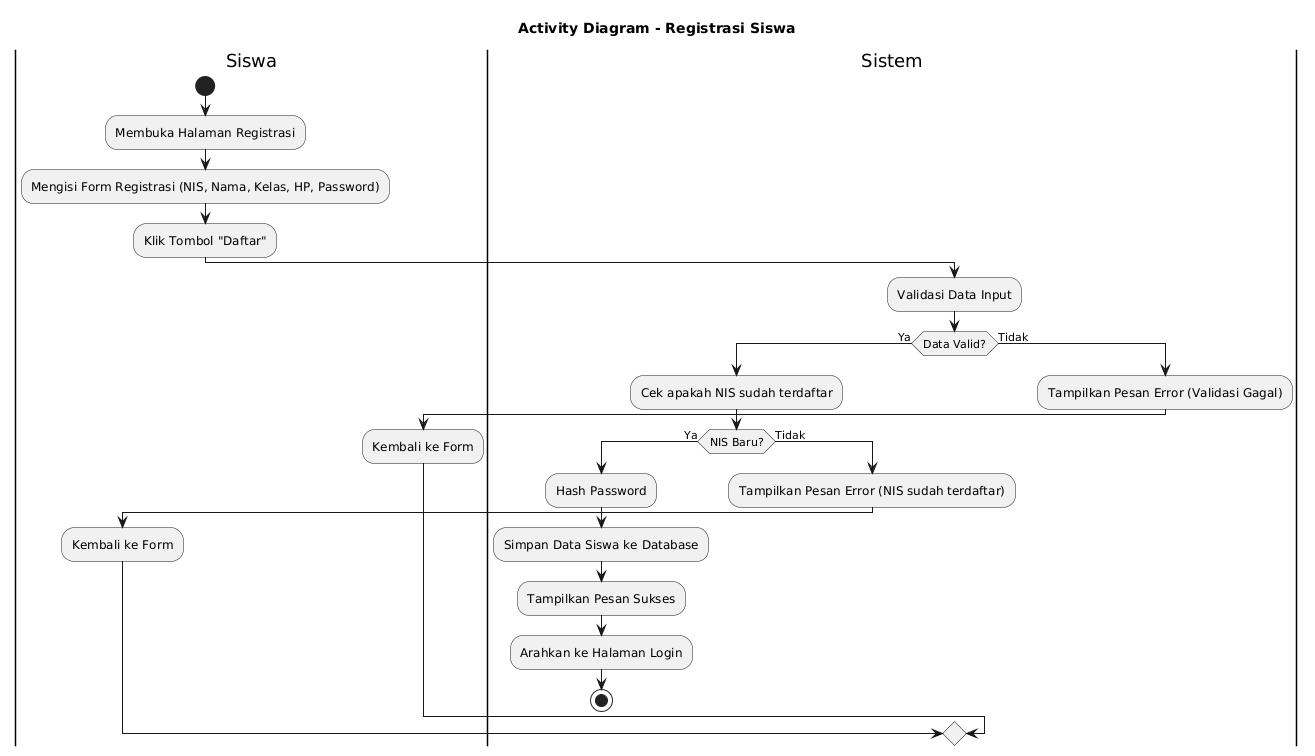 Activity Diagram - Registrasi Siswa
Siswa
Sistem
Membuka Halaman Registrasi
Mengisi Form Registrasi (NIS, Nama, Kelas, HP, Password)
Klik Tombol "Daftar"
Validasi Data Input
Ya
Data Valid?
Tidak
Cek apakah NIS sudah terdaftar
Tampilkan Pesan Error (Validasi Gagal)
Kembali ke Form
Ya
NIS Baru?
Tidak
Hash Password
Tampilkan Pesan Error (NIS sudah terdaftar)
Kembali ke Form
Simpan Data Siswa ke Database
Tampilkan Pesan Sukses
Arahkan ke Halaman Login